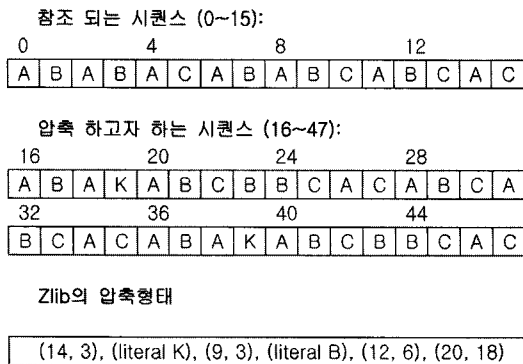 참조 되는 시퀀스 (0~15):
0 4 8 12
A B A B A C A B A B C A B C A C
압축 하고자 하는 시퀀스 (16~47):
16 20 24 28
A B A K A B C B B C A C A B C A
32 36 40 44
B C A C A B A K A B C B B C A C
Zlib의 압축형태
(14, 3), (literal K), (9, 3), (literal B), (12, 6), (20, 18)